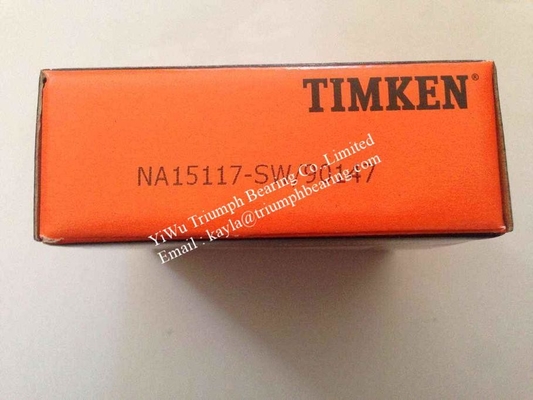 TIMKEN®
NA15117-SW/90147
YiWu Triumph Bearing Co. Limited
Email : kayla@triumphbearing.com